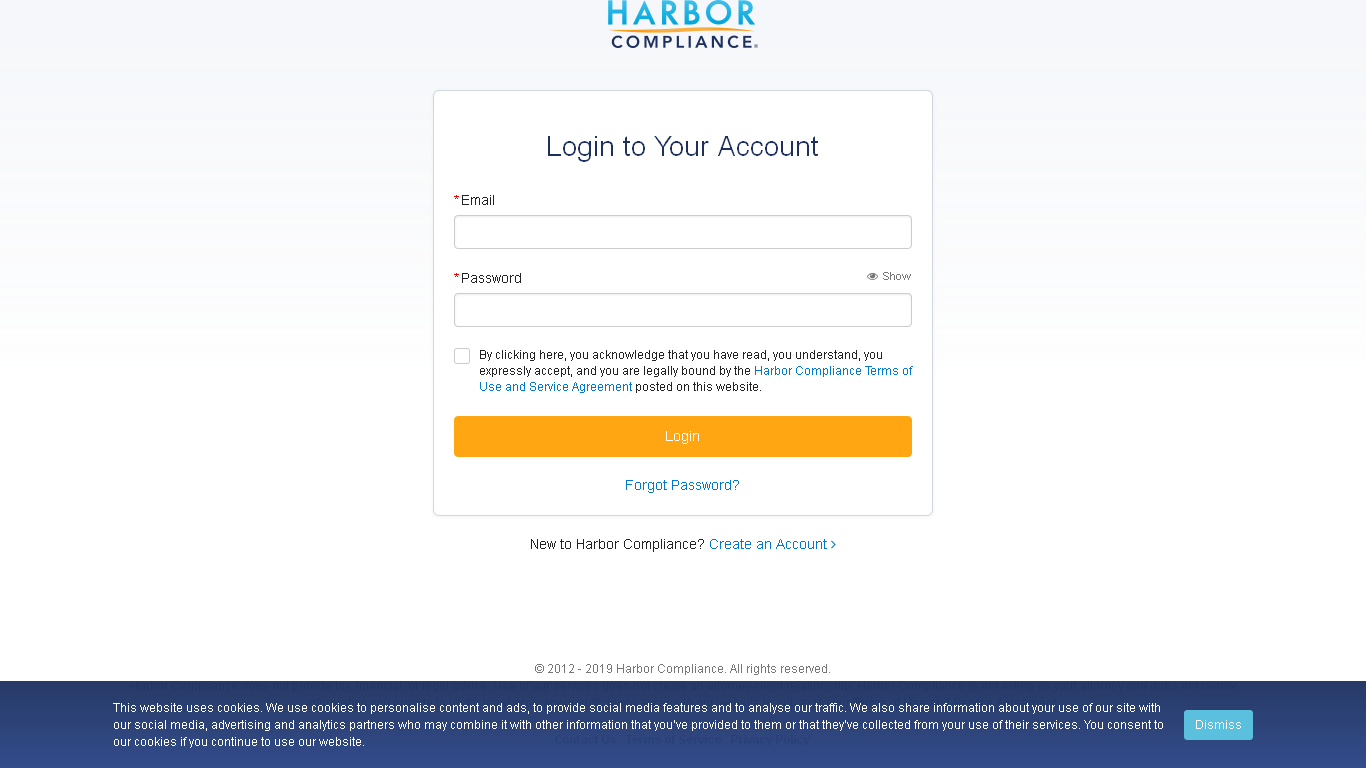 HARBOR
COMPLIANCE
Login to Your Account
*Email
*Password
Show
By clicking here, you acknowledge that you have read, you understand, you
expressly accept, and you are legally bound by the Harbor Compliance Terms of
Use and Service Agreement posted on this website.
Login
Forgot Password?
New to Harbor Compliance? Create an Account ›
© 2012 - 2019 Harbor Compliance. All rights reserved.
This website uses cookies. We use cookies to personalise content and ads, to provide social media features and to analyse our traffic. We also share information about your use of our site with
our social media, advertising and analytics partners who may combine it with other information that you've provided to them or that they've collected from your use of their services. You consent to
our cookies if you continue to use our website.
Dismiss
Contact Us Terms of Service Privacy Policy